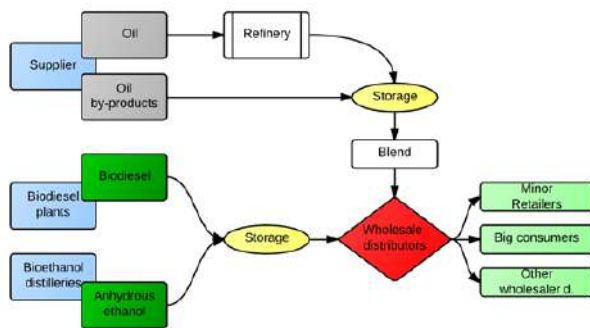 Oil
Refinery
Supplier
Oil
by-products
Storage
Blend
Biodiesel
Biodiesel
plants
Minor
Retailers
Storage
Wholesale
distributors
Big consumers
Bioethanol
distilleries
Anhydrous
ethanol
Other
wholesaler d.